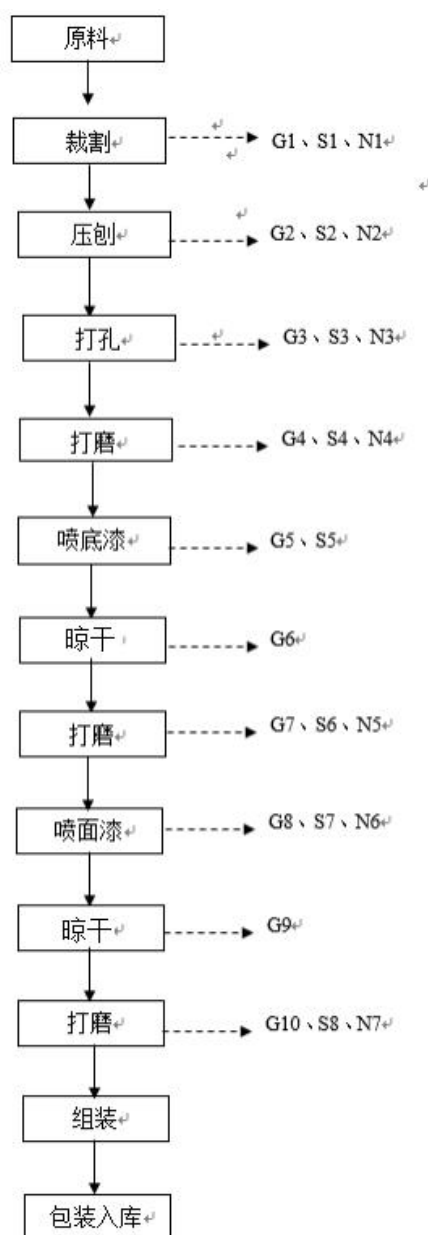 原料
裁割 G1、S1、N1
压刨 G2、S2、N2
打孔 G3、S3、N3
打磨 G4、S4、N4
喷底漆 G5、S5
晾干 G6
打磨 G7、S6、N5
喷面漆 G8、S7、N6
晾干 G9
打磨 G10、S8、N7
组装
包装入库